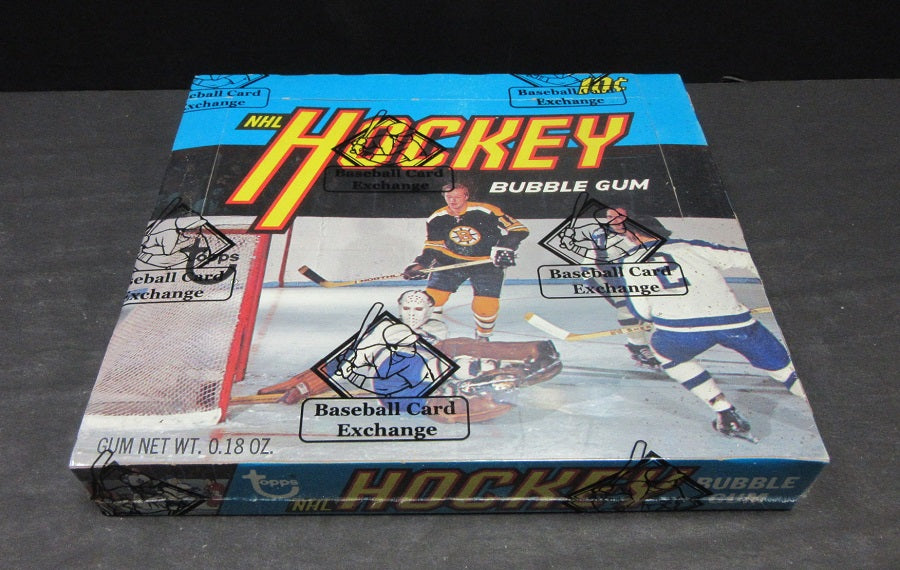 Baseball Card
Exchange
Baseball Card
Exchange
10¢
NHL
HOCKEY
Baseball Card
Exchange
BUBBLE GUM
Topps
Baseball Card
Exchange
Baseball Card
Exchange
2
Baseball Card
Exchange
GUM NET WT. 0.18 OZ.
Topps
NHL HOCKEY BUBBLE
GUM